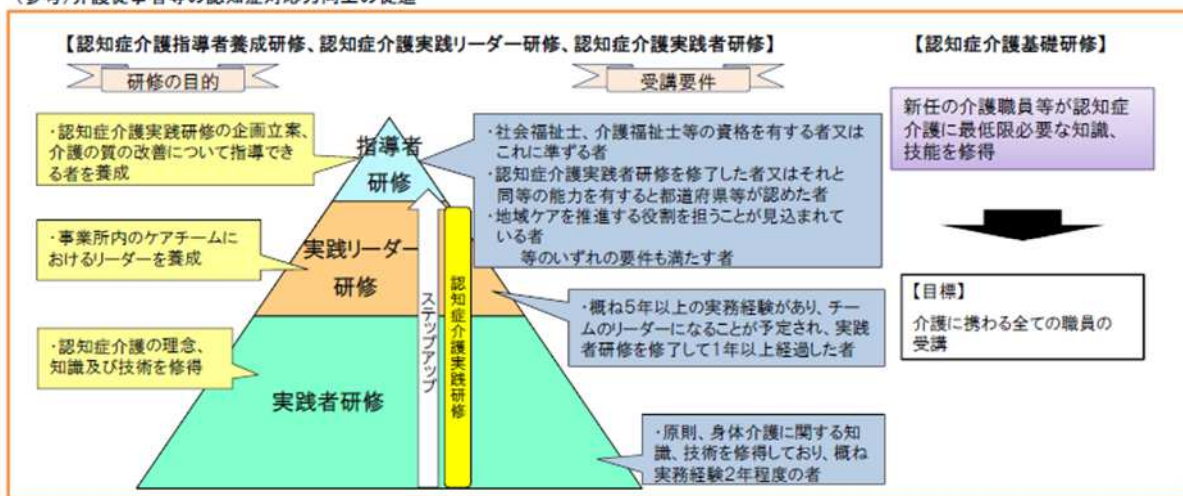 (参考)介護従事者等の認知症対応力向上の促進
【認知症介護指導者養成研修、認知症介護実践リーダー研修、認知症介護実践者研修】
研修の目的
受講要件
・認知症介護実践研修の企画立案、
介護の質の改善について指導でき
る者を養成
指導者
研修
・社会福祉士、介護福祉士等の資格を有する者又は
これに準ずる者
・認知症介護実践者研修を修了した者又はそれと
同等の能力を有すると都道府県等が認めた者
・地域ケアを推進する役割を担うことが見込まれて
いる者
等のいずれの要件も満たす者
・事業所内のケアチームに
おけるリーダーを養成
実践リーダー
研修
・概ね5年以上の実務経験があり、チー
ムのリーダーになることが予定され、実践
者研修を修了して1年以上経過した者
・認知症介護の理念、
知識及び技術を修得
実践者研修
ステップアップ
認知症介護実践研修
・原則、身体介護に関する知
識、技術を修得しており、概ね
実務経験2年程度の者
【認知症介護基礎研修】
新任の介護職員等が認知症
介護に最低限必要な知識、
技能を修得
【目標】
介護に携わる全ての職員の
受講